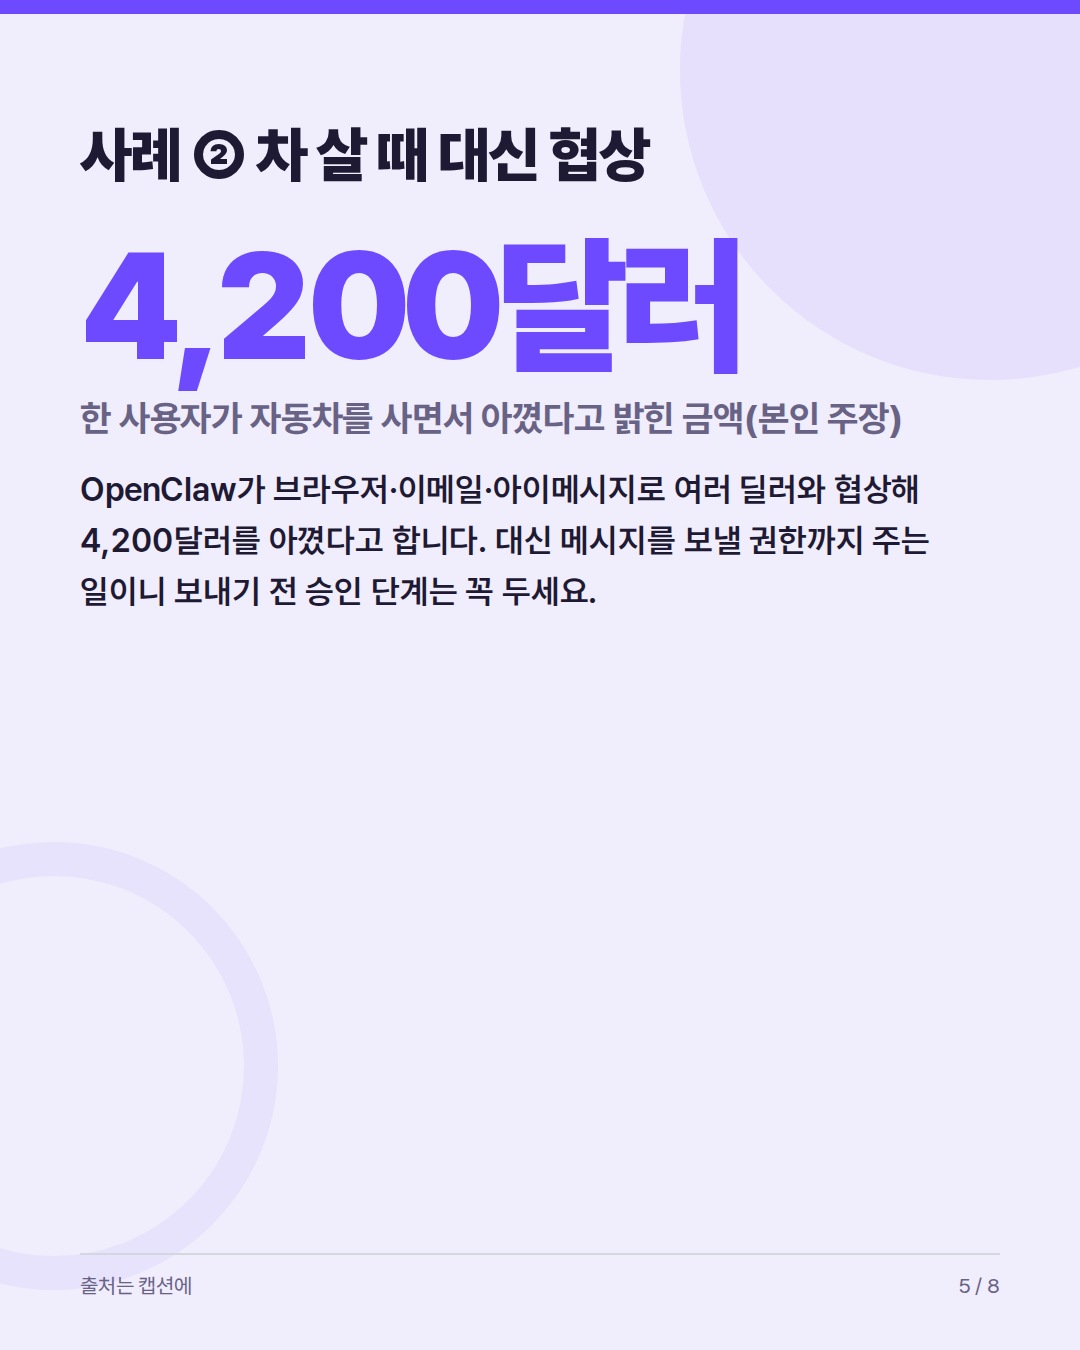 사례 ② 차 살 때 대신 협상
4,200달러
한 사용자가 자동차를 사면서 아꼈다고 밝힌 금액(본인 주장)
OpenClaw가 브라우저·이메일·아이메시지로 여러 딜러와 협상해
4,200달러를 아꼈다고 합니다. 대신 메시지를 보낼 권한까지 주는
일이니 보내기 전 승인 단계는 꼭 두세요.
출처는 캡션에
5 / 8